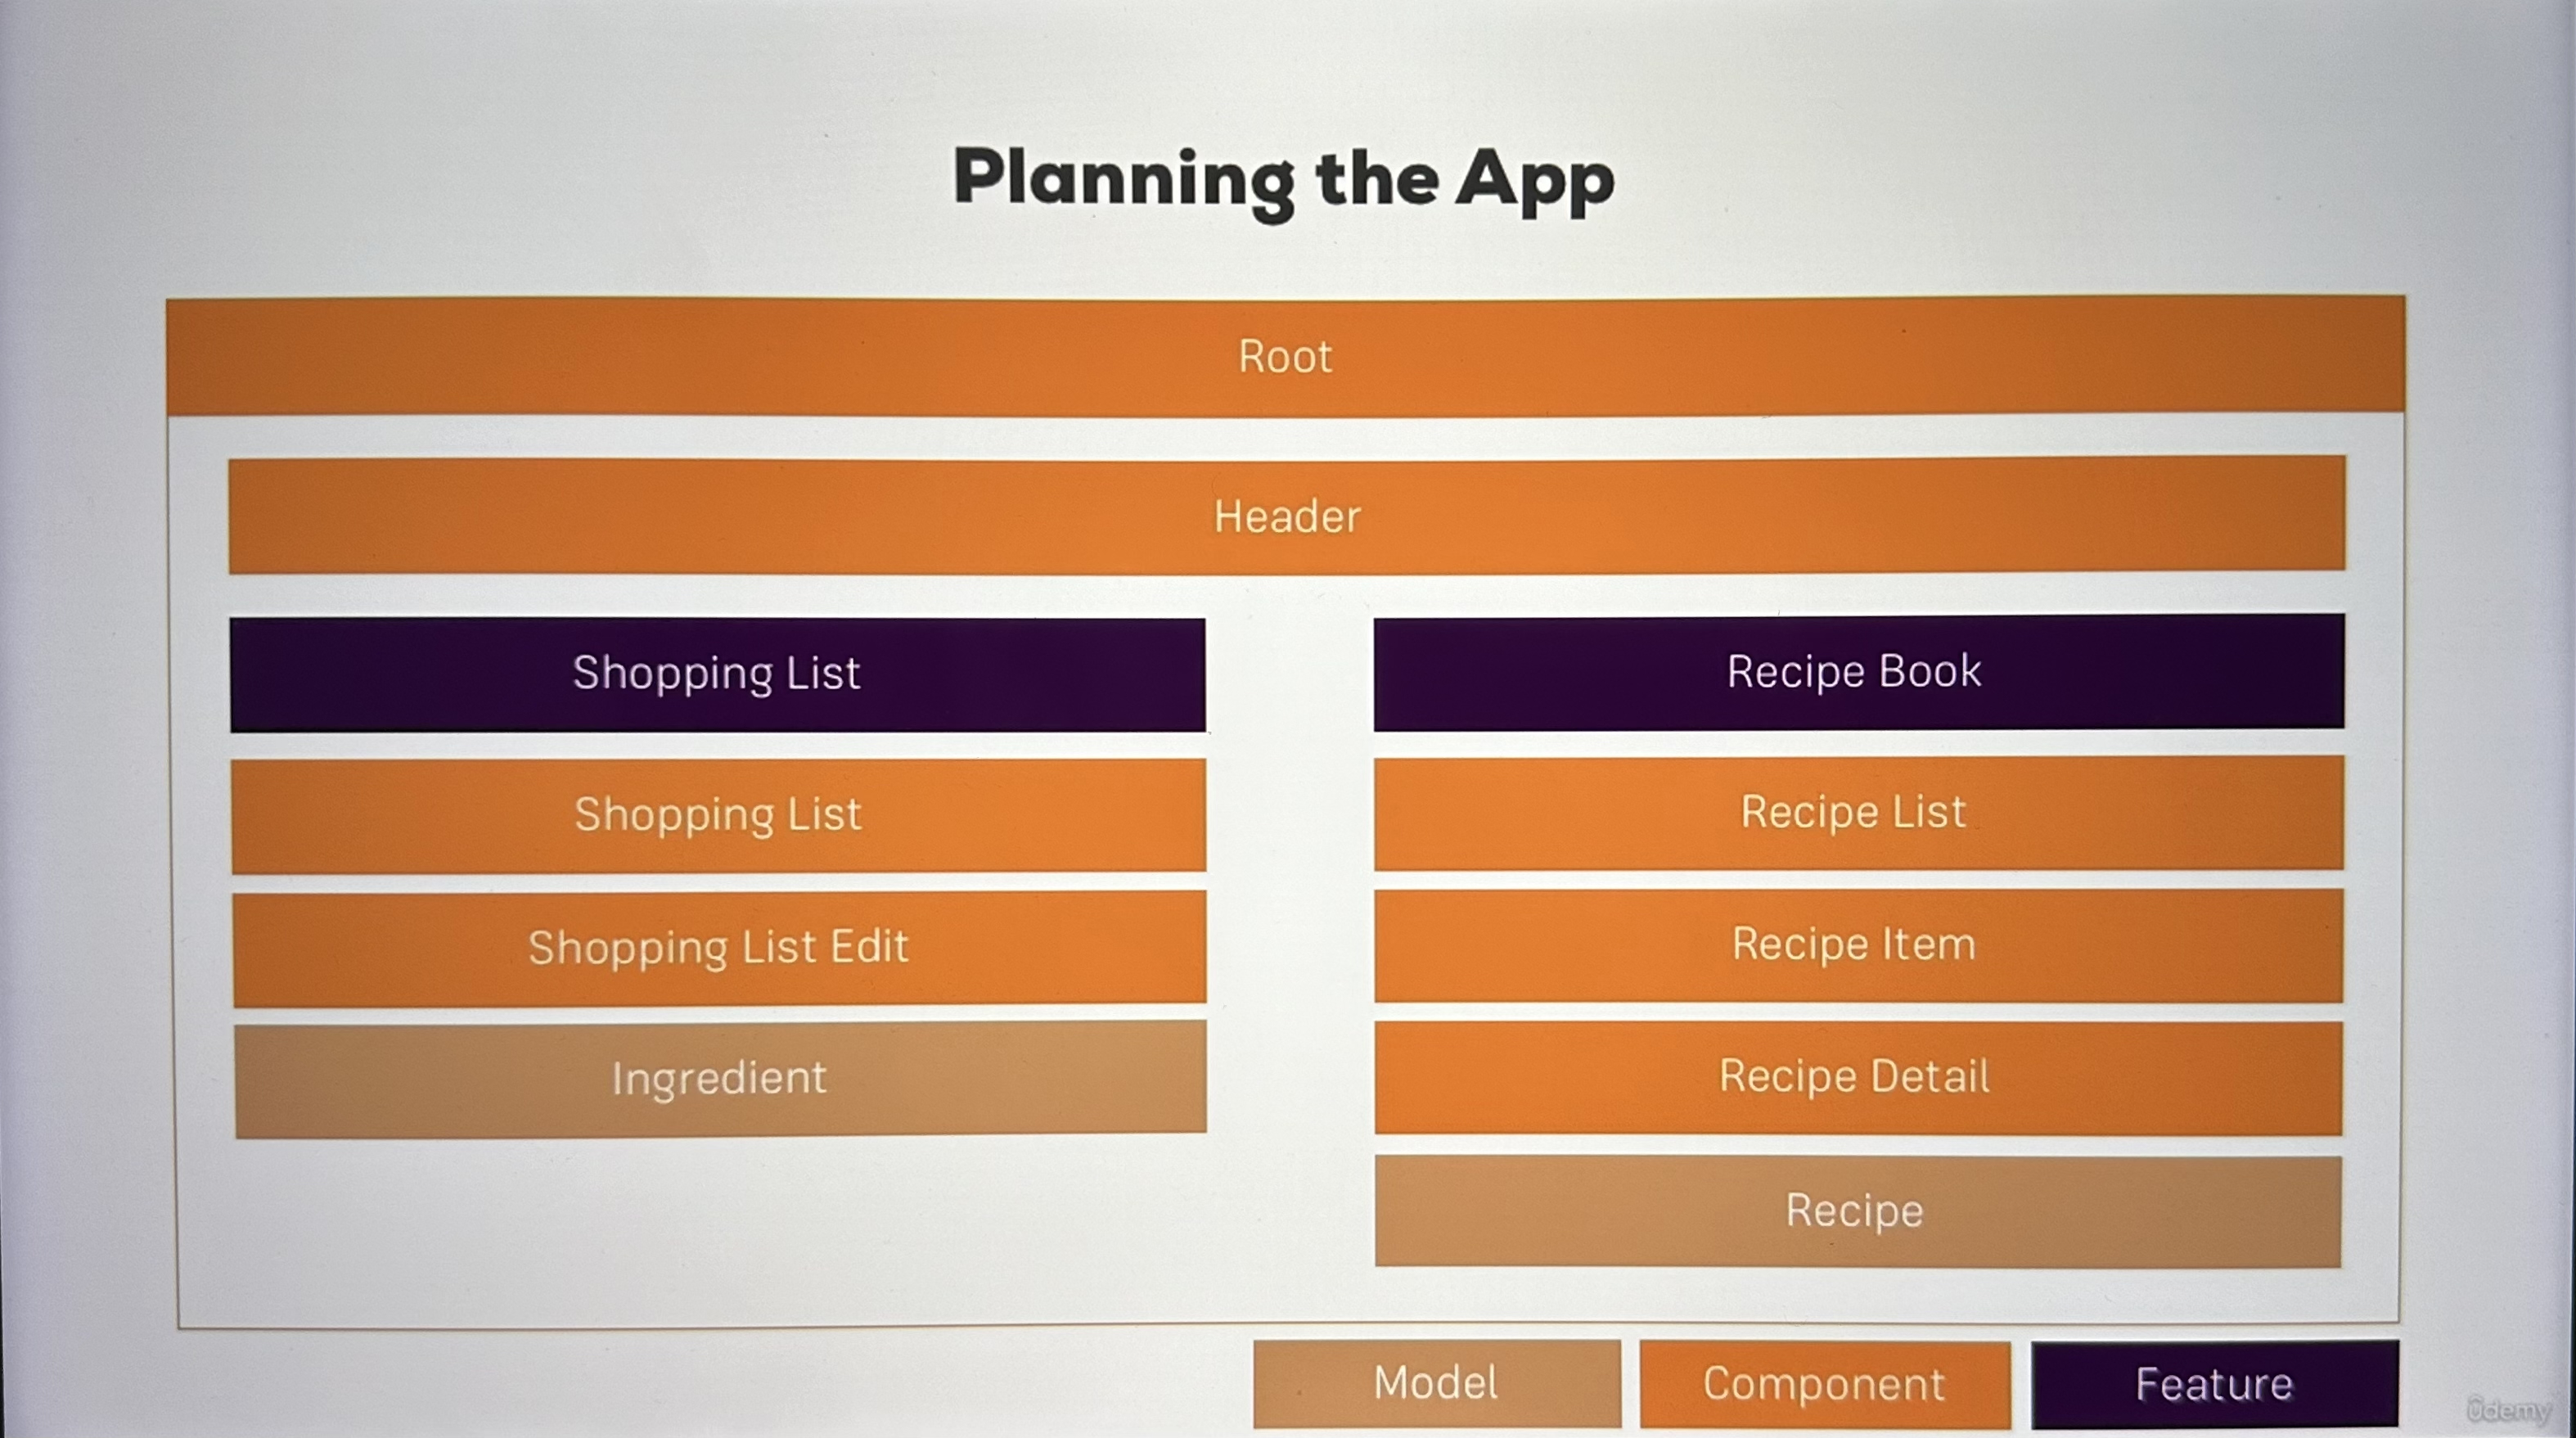 Planning the App
Root
Header
Shopping List
Recipe Book
Shopping List
Recipe List
Shopping List Edit
Recipe Item
Ingredient
Recipe Detail
Recipe
Model
Component
Feature
ûdemy